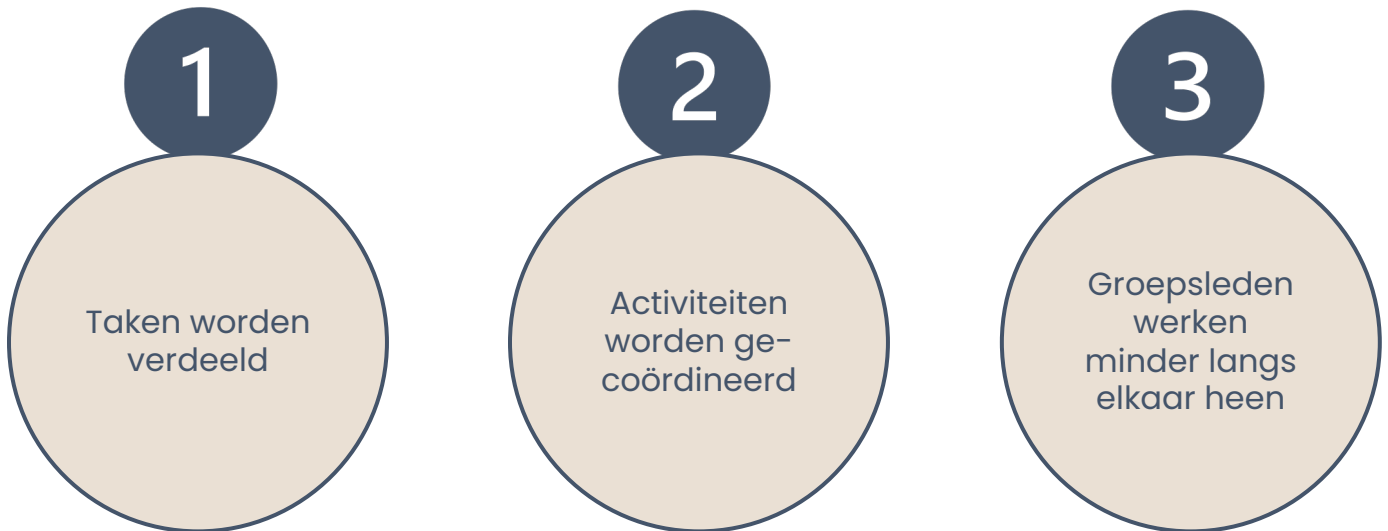 1
Taken worden
verdeeld
2
Activiteiten
worden ge-
coördineerd
3
Groepsleden
werken
minder langs
elkaar heen